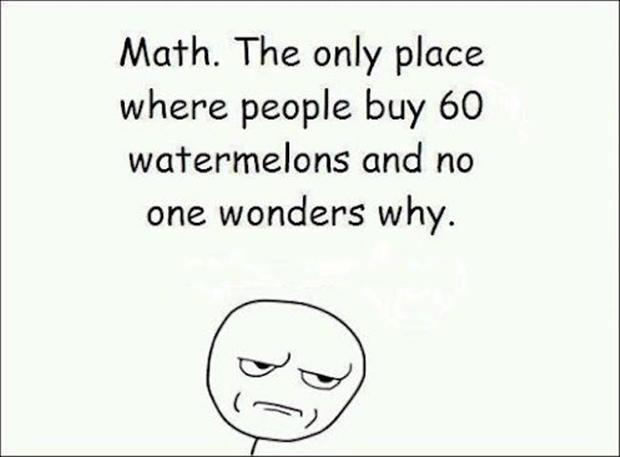 Math. The only place
where people buy 60
watermelons and no
one wonders why.